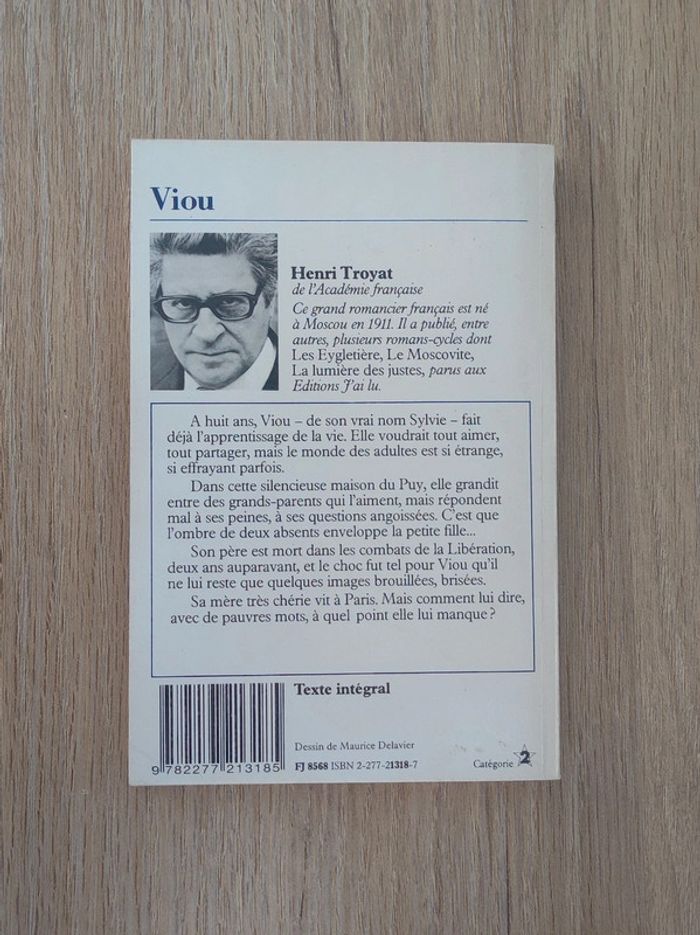 Viou
Henri Troyat
de l'Académie française
Ce grand romancier français est né
à Moscou en 1911. Il a publié, entre
autres, plusieurs romans-cycles dont
Les Eygletière, Le Moscovite,
La lumière des justes, parus aux
Editions J'ai lu.
A huit ans, Viou – de son vrai nom Sylvie – fait
déjà l'apprentissage de la vie. Elle voudrait tout aimer,
tout partager, mais le monde des adultes est si étrange,
si effrayant parfois.
Dans cette silencieuse maison du Puy, elle grandit
entre des grands-parents qui l'aiment, mais répondent
mal à ses peines, à ses questions angoissées. C'est que
l'ombre de deux absents enveloppe la petite fille...
Son père est mort dans les combats de la Libération,
deux ans auparavant, et le choc fut tel pour Viou qu'il
ne lui reste que quelques images brouillées, brisées.
Sa mère très chérie vit à Paris. Mais comment lui dire,
avec de pauvres mots, à quel point elle lui manque ?
Texte intégral
Dessin de Maurice Delavier
9 782277 213185
FJ 8568 ISBN 2-277-21318-7
Catégorie 2